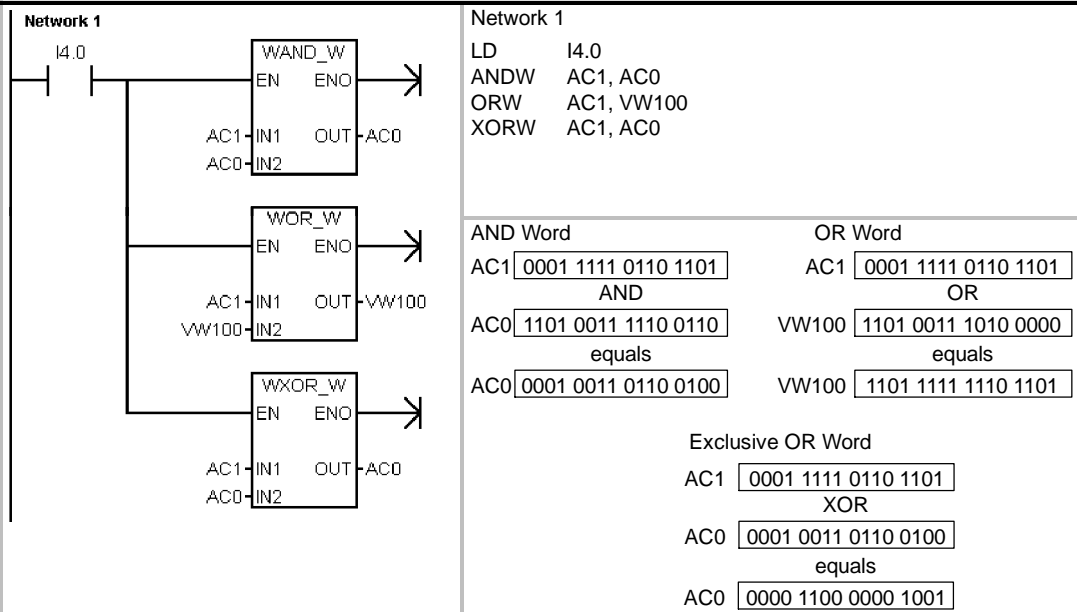 Network 1
I4.0
WAND_W
EN ENO
AC1 IN1 OUT AC0
AC0 IN2
WOR_W
EN ENO
AC1 IN1 OUT VW100
VW100 IN2
WXOR_W
EN ENO
AC1 IN1 OUT AC0
AC0 IN2
Network 1
LD I4.0
ANDW AC1, AC0
ORW AC1, VW100
XORW AC1, AC0
AND Word
AC1 0001 1111 0110 1101
AND
AC0 1101 0011 1110 0110
equals
AC0 0001 0011 0110 0100
OR Word
AC1 0001 1111 0110 1101
OR
VW100 1101 0011 1010 0000
equals
VW100 1101 1111 1110 1101
Exclusive OR Word
AC1 0001 1111 0110 1101
XOR
AC0 0001 0011 0110 0100
equals
AC0 0000 1100 0000 1001